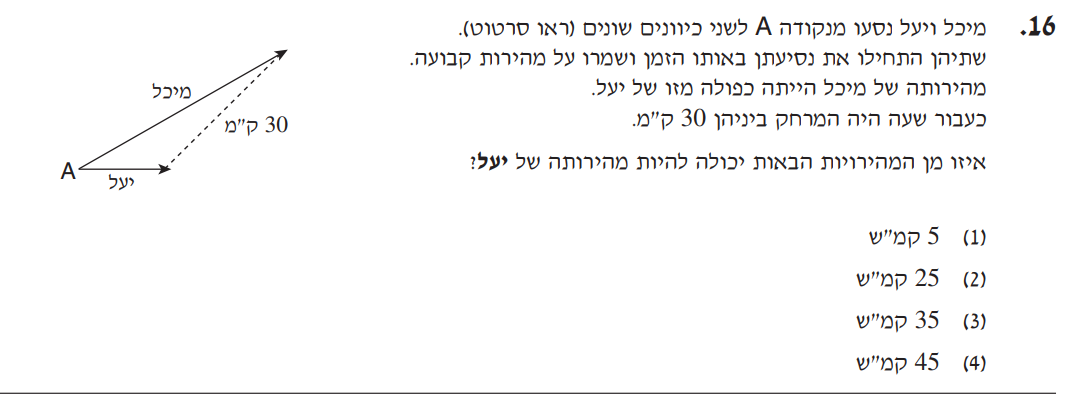 16. מיכל ויעל נסעו מנקודה A לשני כיוונים שונים (ראו סרטוט).
שתיהן התחילו את נסיעתן באותו הזמן ושמרו על מהירות קבועה.
מהירותה של מיכל הייתה כפולה מזו של יעל.
כעבור שעה היה המרחק ביניהן 30 ק"מ.
איזו מן המהירויות הבאות יכולה להיות מהירותה של יעל?
מיכל
30 ק"מ
A
יעל
(1) 5 קמ"ש
(2) 25 קמ"ש
(3) 35 קמ"ש
(4) 45 קמ"ש